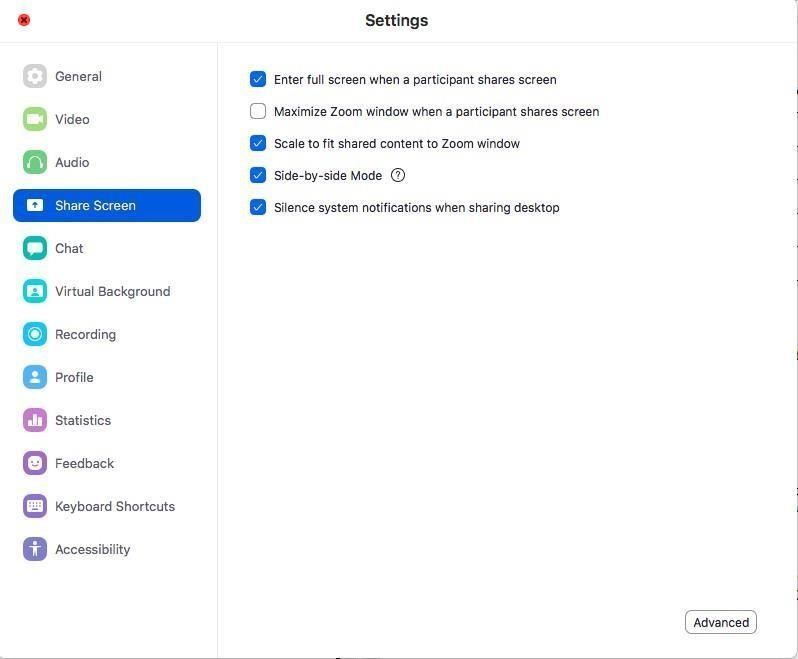 Settings
General
Video
Audio
Share Screen
Chat
Virtual Background
Recording
Profile
Statistics
Feedback
Keyboard Shortcuts
Accessibility
Enter full screen when a participant shares screen
Maximize Zoom window when a participant shares screen
Scale to fit shared content to Zoom window
Side-by-side Mode ?
Silence system notifications when sharing desktop
Advanced